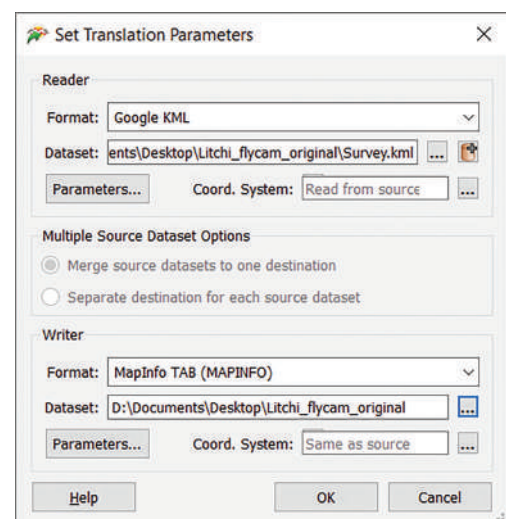 Set Translation Parameters
Reader
Format: Google KML
Dataset: ents\Desktop\Litchi_flycam_original\Survey.kml ...
Parameters... Coord. System: Read from source ...
Multiple Source Dataset Options
Merge source datasets to one destination
Separate destination for each source dataset
Writer
Format: MapInfo TAB (MAPINFO)
Dataset: D:\Documents\Desktop\Litchi_flycam_original ...
Parameters... Coord. System: Same as source ...
Help OK Cancel